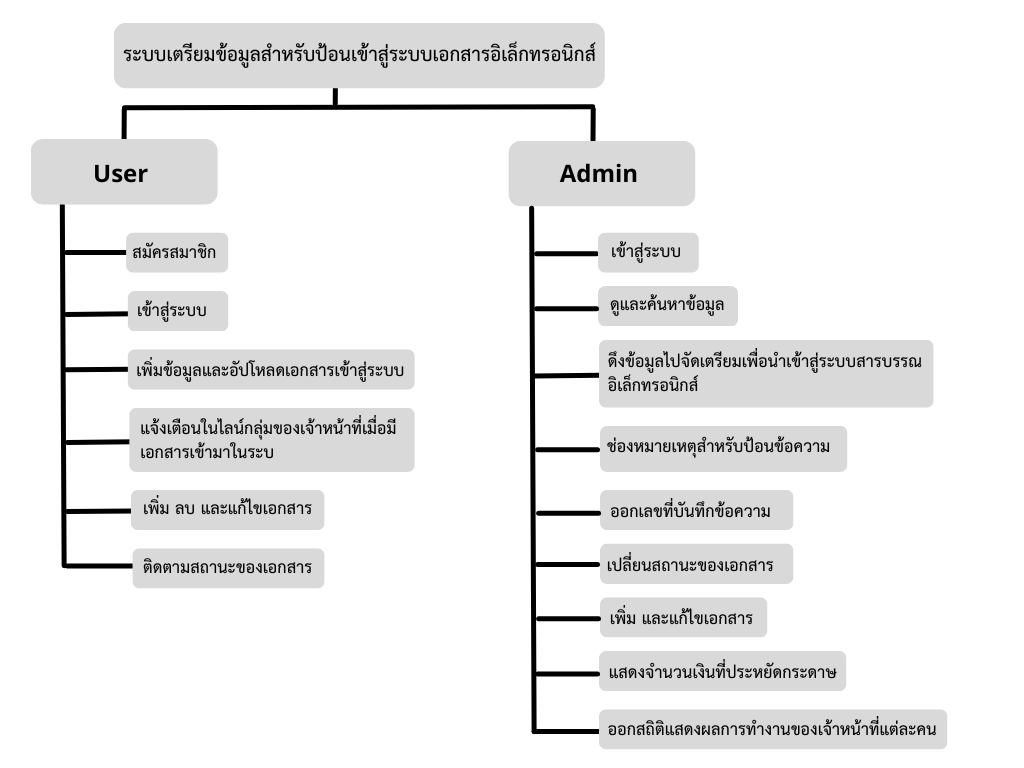 ระบบเตรียมข้อมูลสำหรับป้อนเข้าสู่ระบบเอกสารอิเล็กทรอนิกส์
User
สมัครสมาชิก
เข้าสู่ระบบ
เพิ่มข้อมูลและอัปโหลดเอกสารเข้าสู่ระบบ
แจ้งเตือนในไลน์กลุ่มของเจ้าหน้าที่เมื่อมี
เอกสารเข้ามาในระบ
เพิ่ม ลบ และแก้ไขเอกสาร
ติดตามสถานะของเอกสาร
Admin
เข้าสู่ระบบ
ดูและค้นหาข้อมูล
ดึงข้อมูลไปจัดเตรียมเพื่อนำเข้าสู่ระบบสารบรรณ
อิเล็กทรอนิกส์
ช่องหมายเหตุสำหรับป้อนข้อความ
ออกเลขที่บันทึกข้อความ
เปลี่ยนสถานะของเอกสาร
เพิ่ม และแก้ไขเอกสาร
แสดงจำนวนเงินที่ประหยัดกระดาษ
ออกสถิติแสดงผลการทำงานของเจ้าหน้าที่แต่ละคน